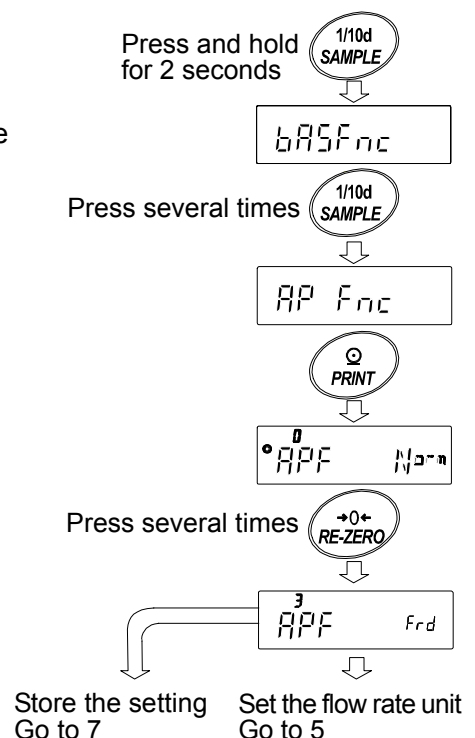 Press and hold
for 2 seconds
1/10d
SAMPLE
e
bASFnc
Press several times
1/10d
SAMPLE
AP Fnc
PRINT
0
APF Norm
Press several times
→0←
RE-ZERO
3
APF Frd
Store the setting
Go to 7
Set the flow rate unit
Go to 5